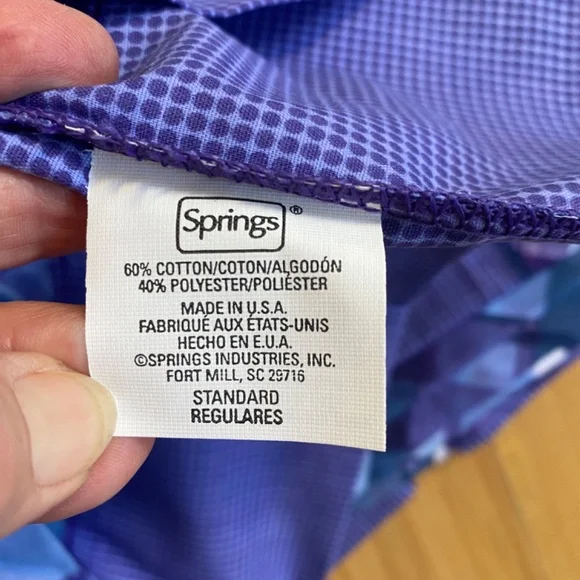 Springs®
60% COTTON/COTON/ALGODÓN
40% POLYESTER/POLIÉSTER
MADE IN U.S.A.
FABRIQUÉ AUX ÉTATS-UNIS
HECHO EN E.U.A.
©SPRINGS INDUSTRIES, INC.
FORT MILL, SC 29716
STANDARD
REGULARES